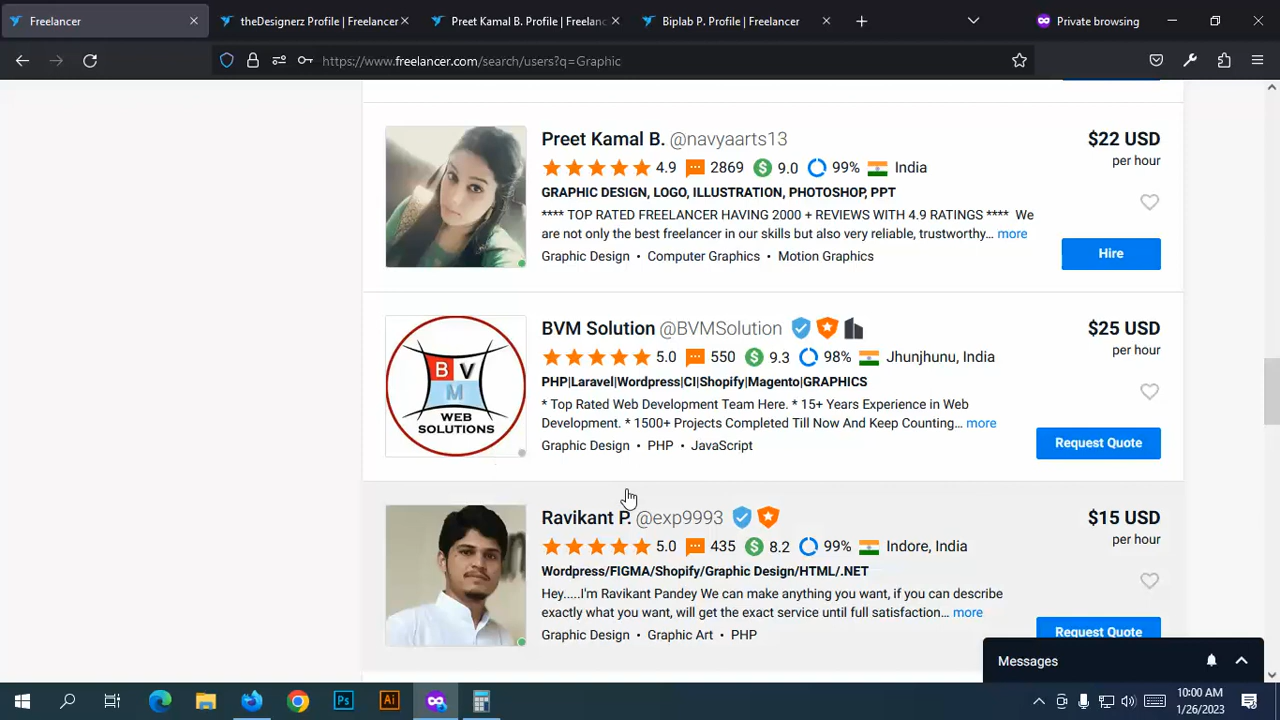 Freelancer
theDesignerz Profile | Freelancer
Preet Kamal B. Profile | Freelanc
Biplab P. Profile | Freelancer
Private browsing
https://www.freelancer.com/search/users?q=Graphic
Preet Kamal B. @navyaarts13
$22 USD
per hour
4.9 2869 $ 9.0 99% India
GRAPHIC DESIGN, LOGO, ILLUSTRATION, PHOTOSHOP, PPT
**** TOP RATED FREELANCER HAVING 2000 + REVIEWS WITH 4.9 RATINGS **** We
are not only the best freelancer in our skills but also very reliable, trustworthy… more
Hire
Graphic Design • Computer Graphics • Motion Graphics
BVM Solution @BVMSolution
$25 USD
per hour
5.0 550 $ 9.3 98% Jhunjhunu, India
PHP|Laravel|Wordpress|CI|Shopify|Magento|GRAPHICS
* Top Rated Web Development Team Here. * 15+ Years Experience in Web
Development. * 1500+ Projects Completed Till Now And Keep Counting… more
Request Quote
Graphic Design • PHP • JavaScript
B V
M
WEB
SOLUTIONS
Ravikant P. @exp9993
$15 USD
per hour
5.0 435 $ 8.2 99% Indore, India
Wordpress/FIGMA/Shopify/Graphic Design/HTML/.NET
Hey.....I'm Ravikant Pandey We can make anything you want, if you can describe
exactly what you want, will get the exact service until full satisfaction… more
Request Quote
Graphic Design • Graphic Art • PHP
Messages
Ps
Ai
10:00 AM
1/26/2023